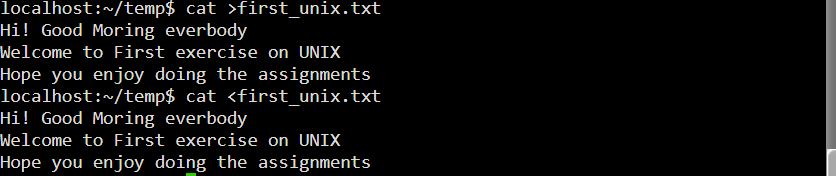 localhost:~/temp$ cat >first_unix.txt
Hi! Good Moring everbody
Welcome to First exercise on UNIX
Hope you enjoy doing the assignments
localhost:~/temp$ cat <first_unix.txt
Hi! Good Moring everbody
Welcome to First exercise on UNIX
Hope you enjoy doing the assignments